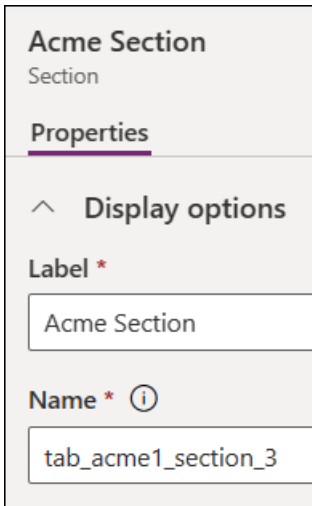 Acme Section
Section
Properties
Display options
Label *
Acme Section
Name *
tab_acme1_section_3